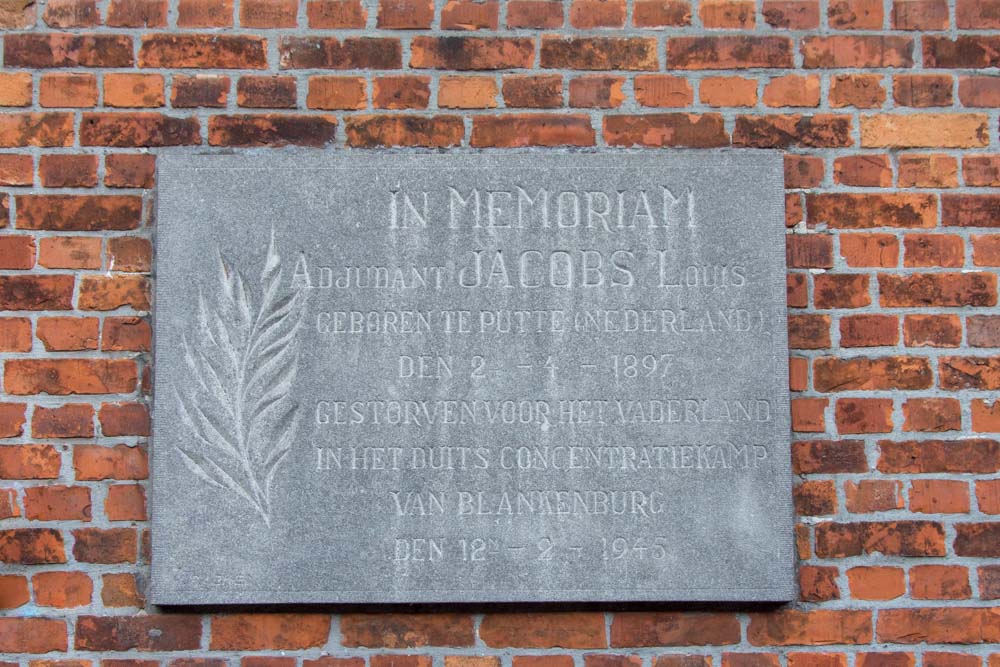 IN MEMORIAM
ADJUDANT JACOBS LOUIS
GEBOREN TE PUTTE (NEDERLAND)
DEN 2 - 4 - 1897
GESTORVEN VOOR HET VADERLAND
IN HET DUITS CONCENTRATIEKAMP
VAN BLANKENBURG
DEN 12N - 2 - 1945